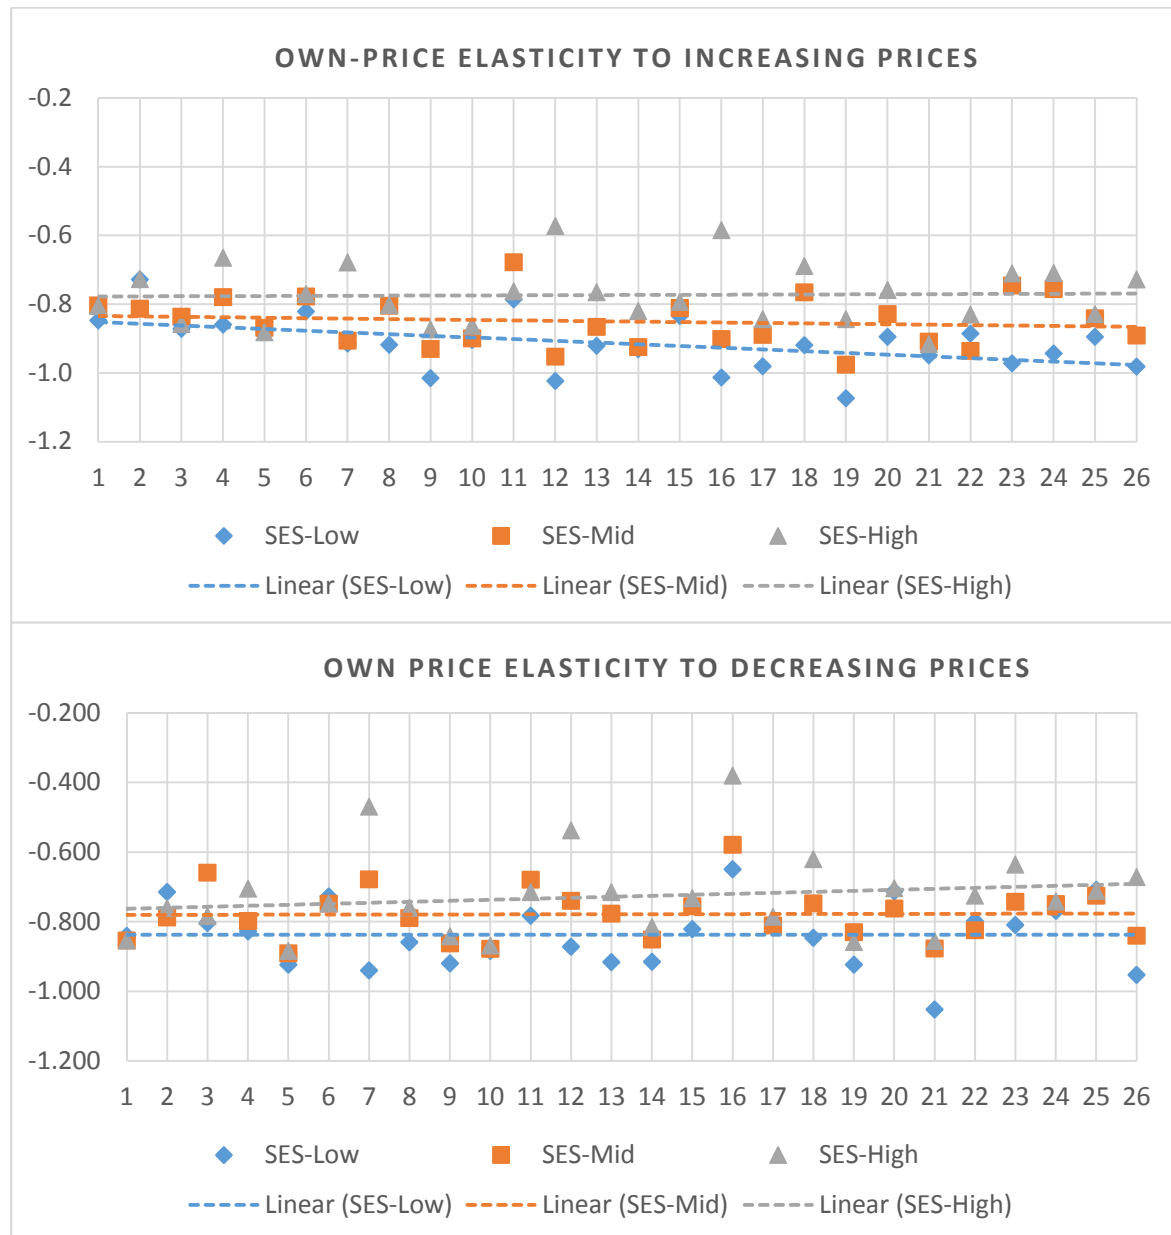 OWN-PRICE ELASTICITY TO INCREASING PRICES
-0.2
-0.4
-0.6
-0.8
-1.0
-1.2
1 2 3 4 5 6 7 8 9 10 11 12 13 14 15 16 17 18 19 20 21 22 23 24 25 26
SES-Low SES-Mid SES-High
Linear (SES-Low) Linear (SES-Mid) Linear (SES-High)
OWN PRICE ELASTICITY TO DECREASING PRICES
-0.200
-0.400
-0.600
-0.800
-1.000
-1.200
1 2 3 4 5 6 7 8 9 10 11 12 13 14 15 16 17 18 19 20 21 22 23 24 25 26
SES-Low SES-Mid SES-High
Linear (SES-Low) Linear (SES-Mid) Linear (SES-High)